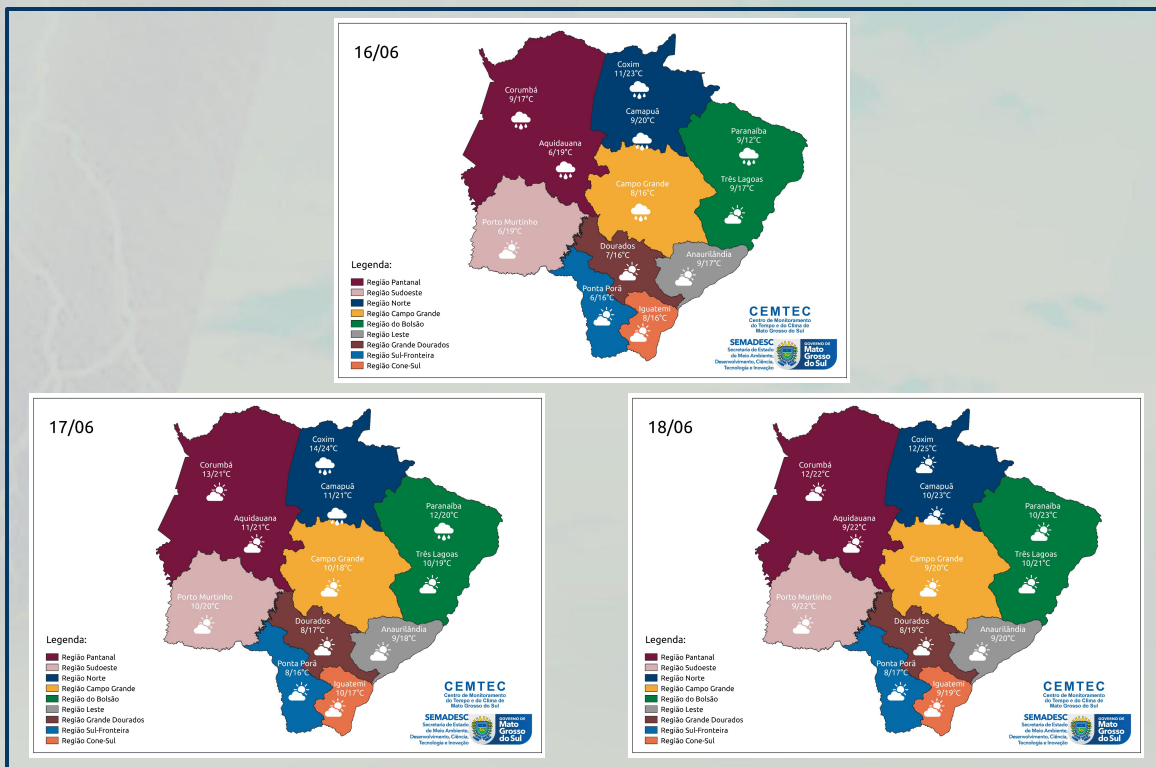 16/06
Coxim
11/23°C
Corumbá
9/17°C
Camapuã
9/20°C
Paranaíba
9/12°C
Aquidauana
6/19°C
Três Lagoas
9/17°C
Campo Grande
8/16°C
Porto Murtinho
6/19°C
Dourados
7/16°C
Anaurilândia
9/17°C
Ponta Porã
6/16°C
Iguatemi
8/16°C
Legenda:
Região Pantanal
Região Sudoeste
Região Norte
Região Campo Grande
Região do Bolsão
Região Leste
Região Grande Dourados
Região Sul-Fronteira
Região Cone-Sul
CEMTEC
Centro de Monitoramento
do Tempo e do Clima de
Mato Grosso do Sul
SEMADESC
Secretaria de Estado
de Meio Ambiente,
Desenvolvimento, Ciência,
Tecnologia e Inovação
GOVERNO DE
Mato
Grosso
do Sul
17/06
Coxim
14/24°C
Corumbá
13/21°C
Camapuã
11/21°C
Paranaíba
12/20°C
Aquidauana
11/21°C
Três Lagoas
10/19°C
Campo Grande
10/18°C
Porto Murtinho
10/20°C
Dourados
8/17°C
Anaurilândia
9/18°C
Ponta Porã
8/16°C
Iguatemi
10/17°C
Legenda:
Região Pantanal
Região Sudoeste
Região Norte
Região Campo Grande
Região do Bolsão
Região Leste
Região Grande Dourados
Região Sul-Fronteira
Região Cone-Sul
CEMTEC
Centro de Monitoramento
do Tempo e do Clima de
Mato Grosso do Sul
SEMADESC
Secretaria de Estado
de Meio Ambiente,
Desenvolvimento, Ciência,
Tecnologia e Inovação
GOVERNO DE
Mato
Grosso
do Sul
18/06
Coxim
12/25°C
Corumbá
12/22°C
Camapuã
10/23°C
Paranaíba
10/23°C
Aquidauana
9/22°C
Três Lagoas
10/21°C
Campo Grande
9/20°C
Porto Murtinho
9/22°C
Dourados
8/19°C
Anaurilândia
9/20°C
Ponta Porã
8/17°C
Iguatemi
9/19°C
Legenda:
Região Pantanal
Região Sudoeste
Região Norte
Região Campo Grande
Região do Bolsão
Região Leste
Região Grande Dourados
Região Sul-Fronteira
Região Cone-Sul
CEMTEC
Centro de Monitoramento
do Tempo e do Clima de
Mato Grosso do Sul
SEMADESC
Secretaria de Estado
de Meio Ambiente,
Desenvolvimento, Ciência,
Tecnologia e Inovação
GOVERNO DE
Mato
Grosso
do Sul